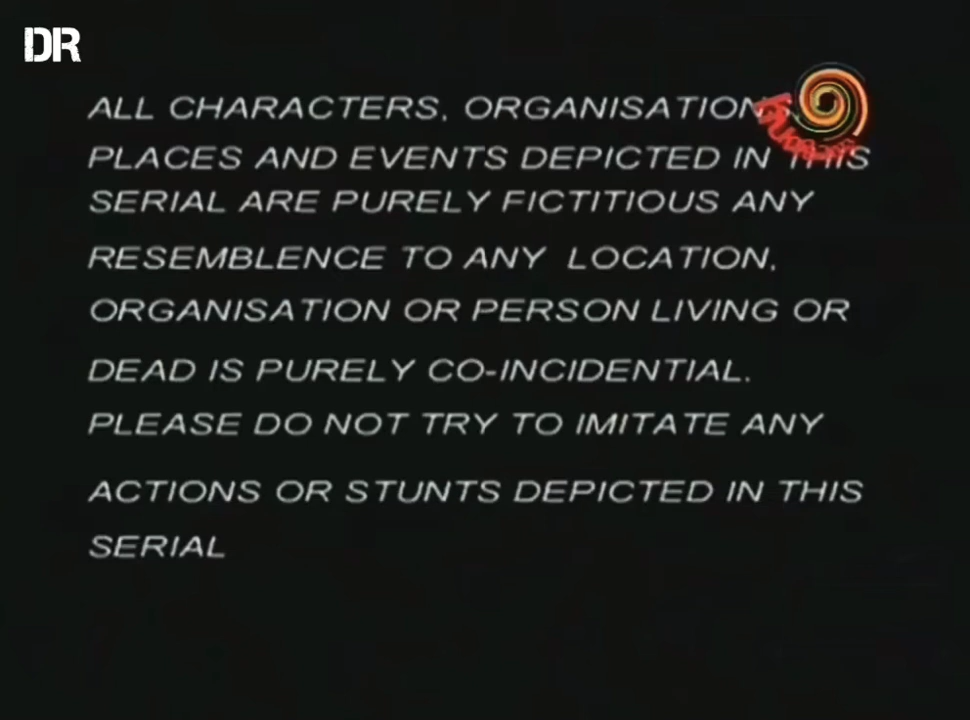 DR
ALL CHARACTERS, ORGANISATIONS,
PLACES AND EVENTS DEPICTED IN THIS
SERIAL ARE PURELY FICTITIOUS ANY
RESEMBLENCE TO ANY LOCATION,
ORGANISATION OR PERSON LIVING OR
DEAD IS PURELY CO-INCIDENTIAL.
PLEASE DO NOT TRY TO IMITATE ANY
ACTIONS OR STUNTS DEPICTED IN THIS
SERIAL